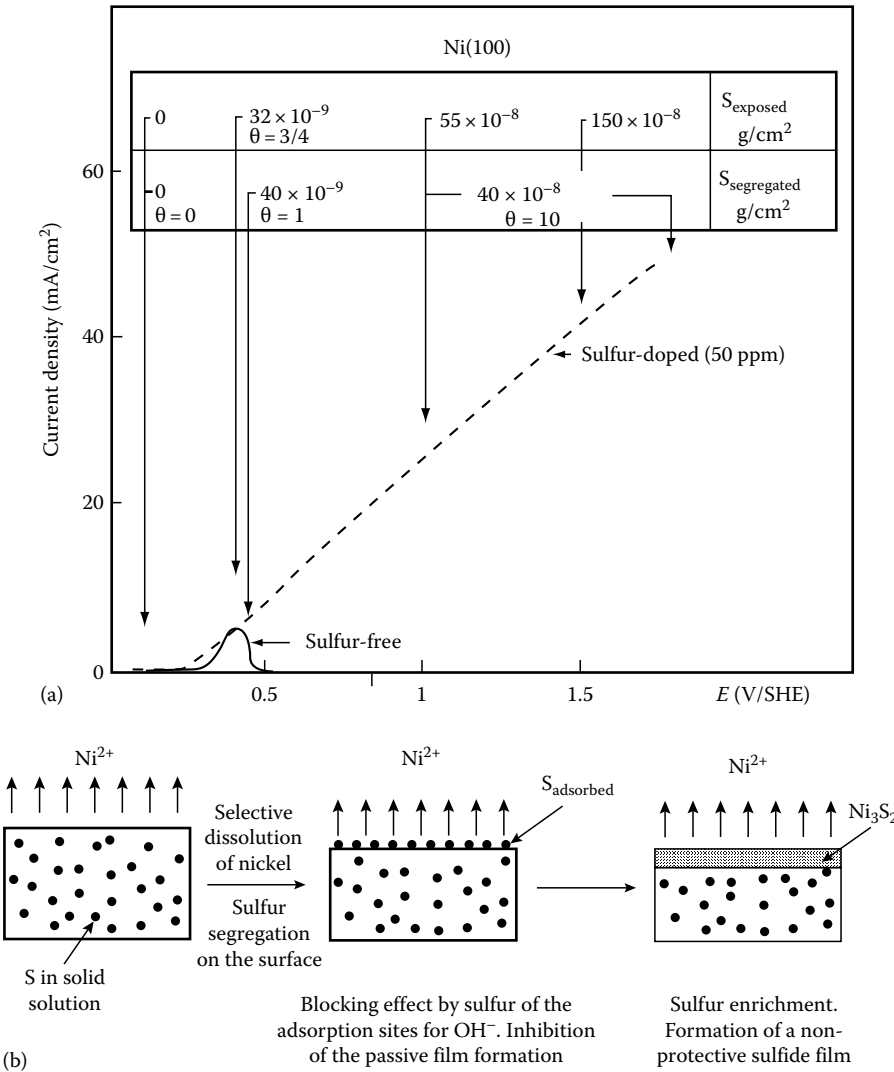 Ni(100)
0
32 × 10⁻⁹
θ = 3/4
55 × 10⁻⁸
150 × 10⁻⁸
S_exposed
g/cm²
0
θ = 0
40 × 10⁻⁹
θ = 1
40 × 10⁻⁸
θ = 10
S_segregated
g/cm²
Current density (mA/cm²)
60
40
20
0
Sulfur-doped (50 ppm)
Sulfur-free
0.5
1
1.5
E (V/SHE)
(a)
Ni²⁺
S in solid
solution
Selective
dissolution
of nickel
Sulfur
segregation
on the surface
Ni²⁺
S_adsorbed
Blocking effect by sulfur of the
adsorption sites for OH⁻. Inhibition
of the passive film formation
Ni²⁺
Ni₃S₂
Sulfur enrichment.
Formation of a non-
protective sulfide film
(b)